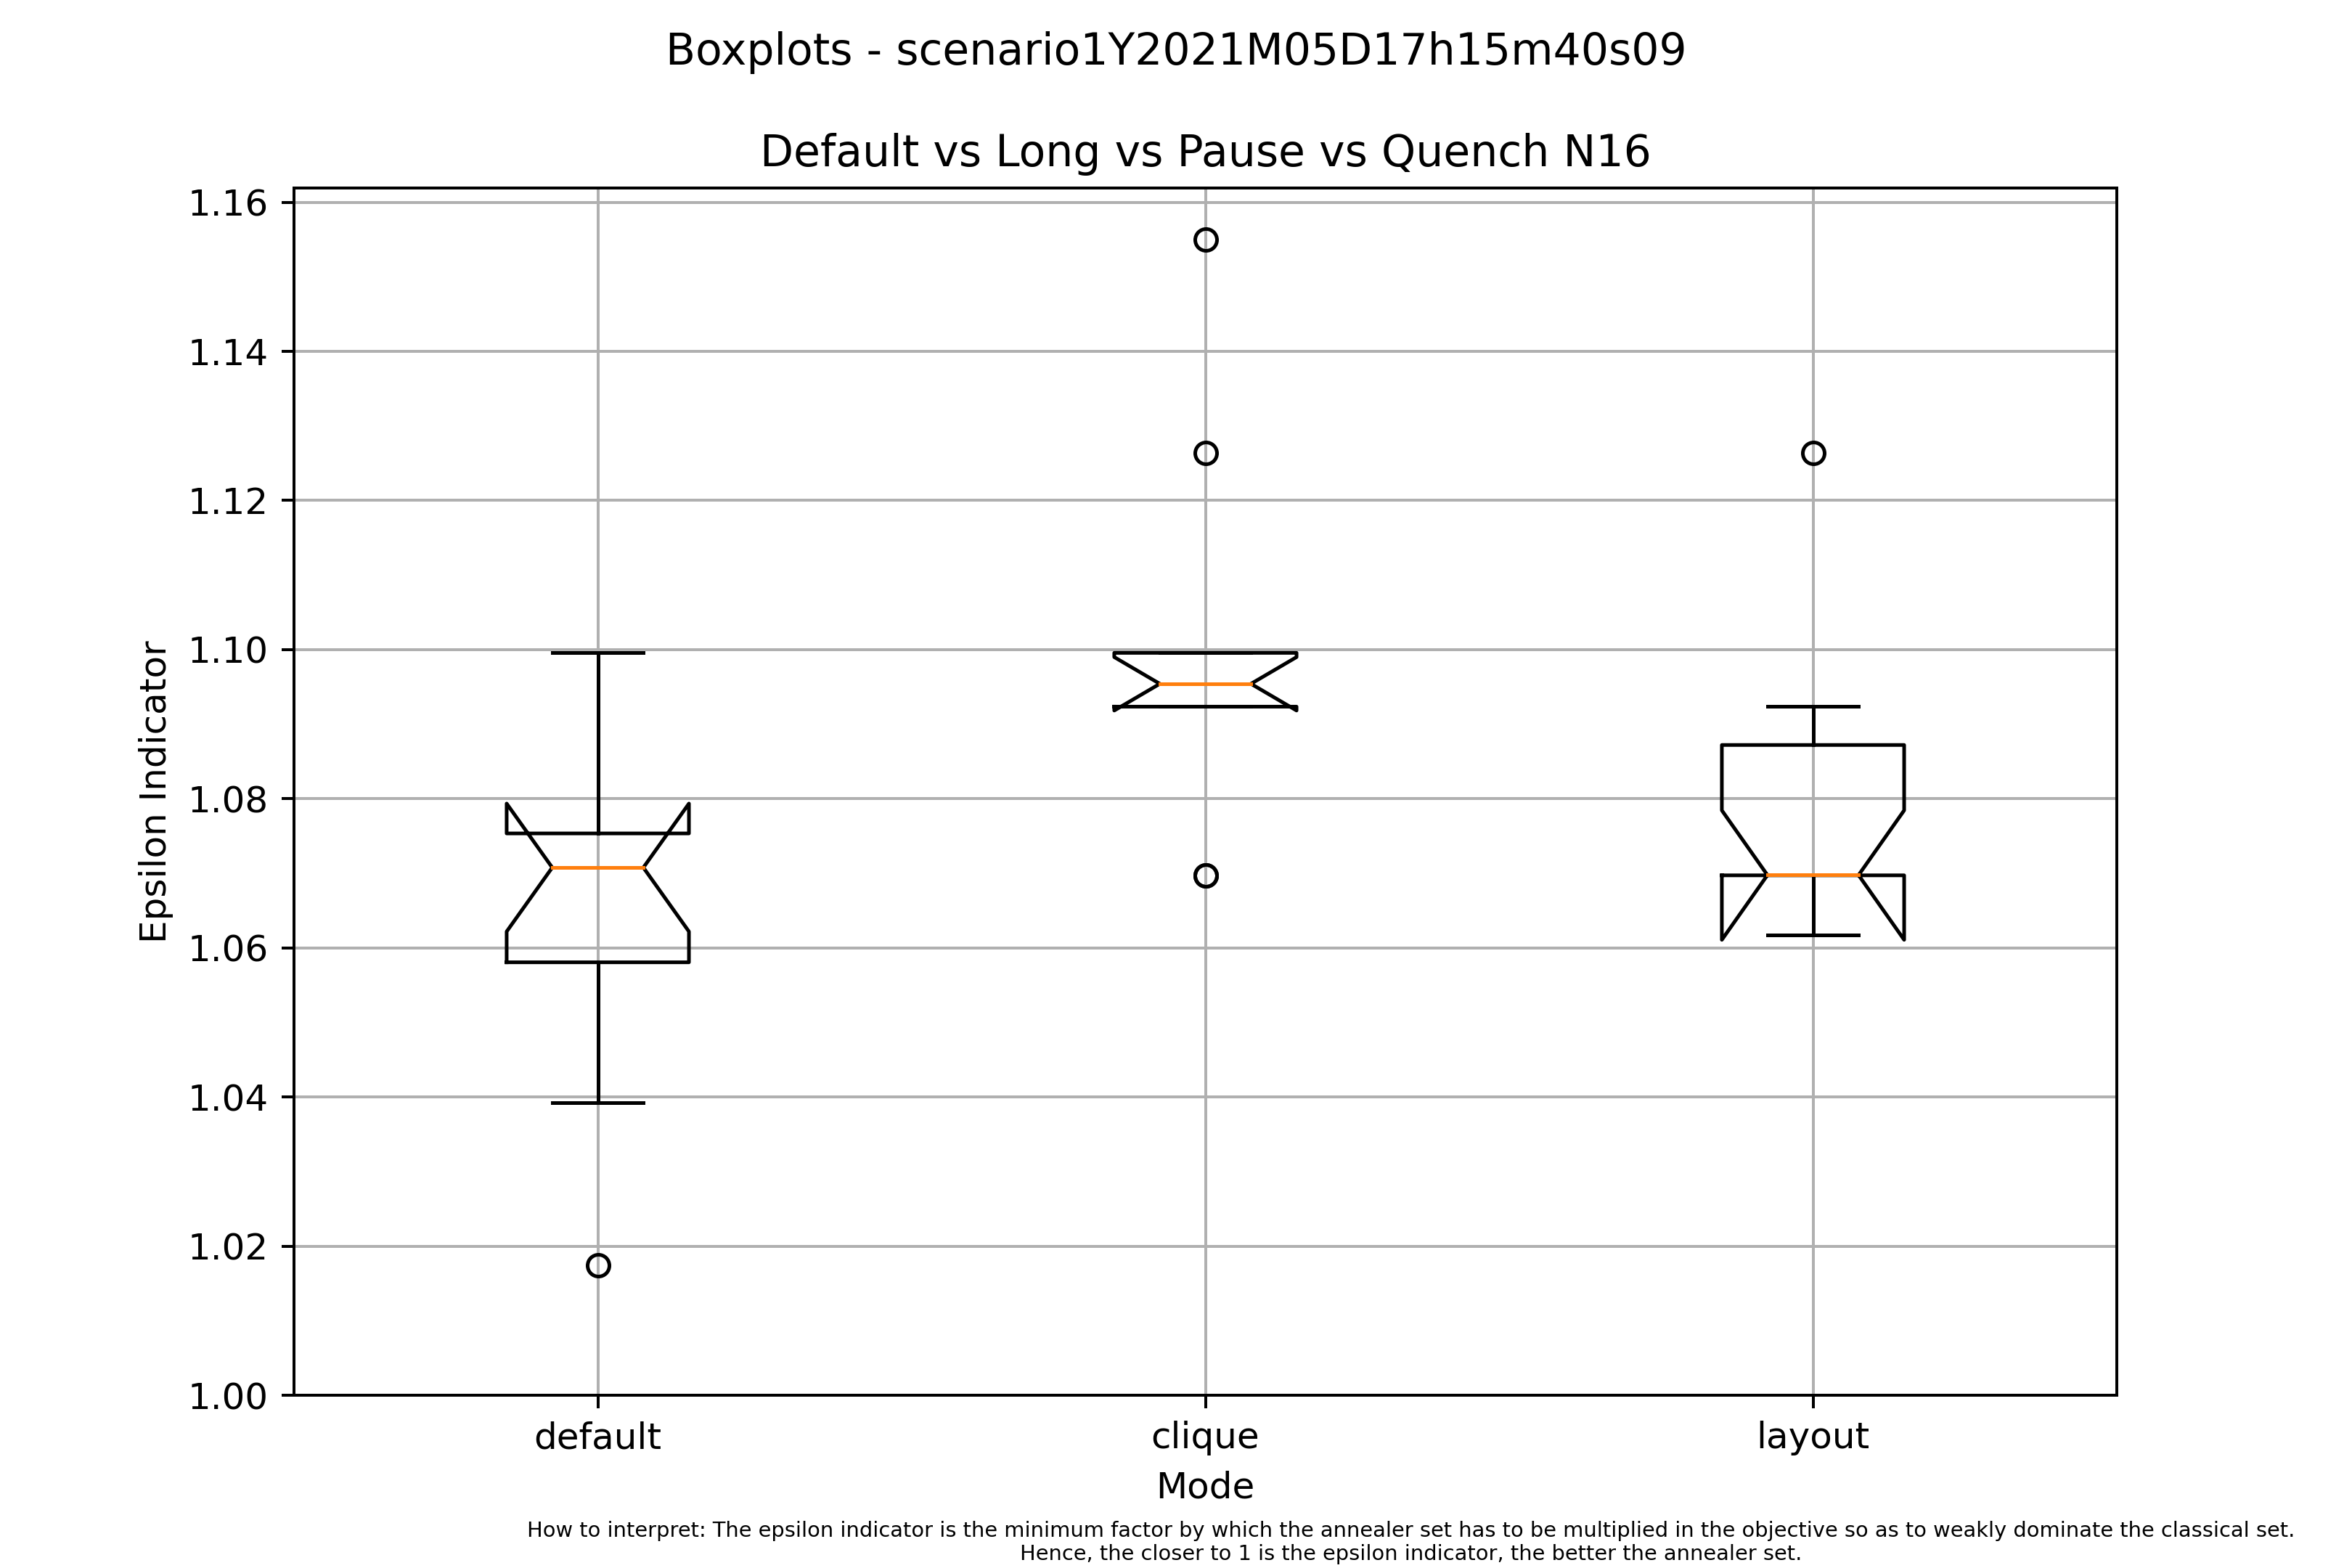 Boxplots - scenario1Y2021M05D17h15m40s09
Default vs Long vs Pause vs Quench N16
1.16
1.14
1.12
1.10
1.08
1.06
1.04
1.02
1.00
Epsilon Indicator
default clique layout
Mode
How to interpret: The epsilon indicator is the minimum factor by which the annealer set has to be multiplied in the objective so as to weakly dominate the classical set.
Hence, the closer to 1 is the epsilon indicator, the better the annealer set.